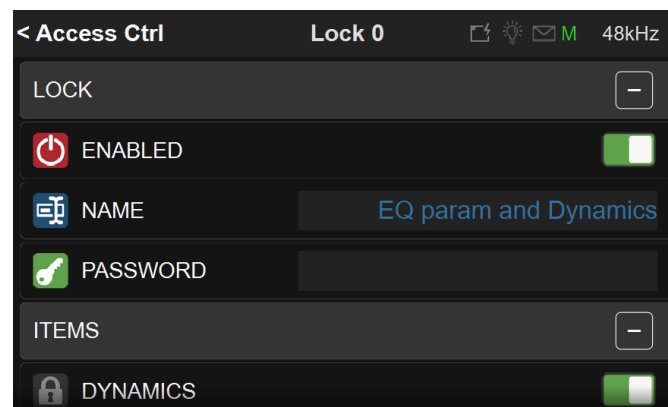 < Access Ctrl Lock 0 M 48kHz
LOCK
ENABLED
NAME EQ param and Dynamics
PASSWORD
ITEMS
DYNAMICS